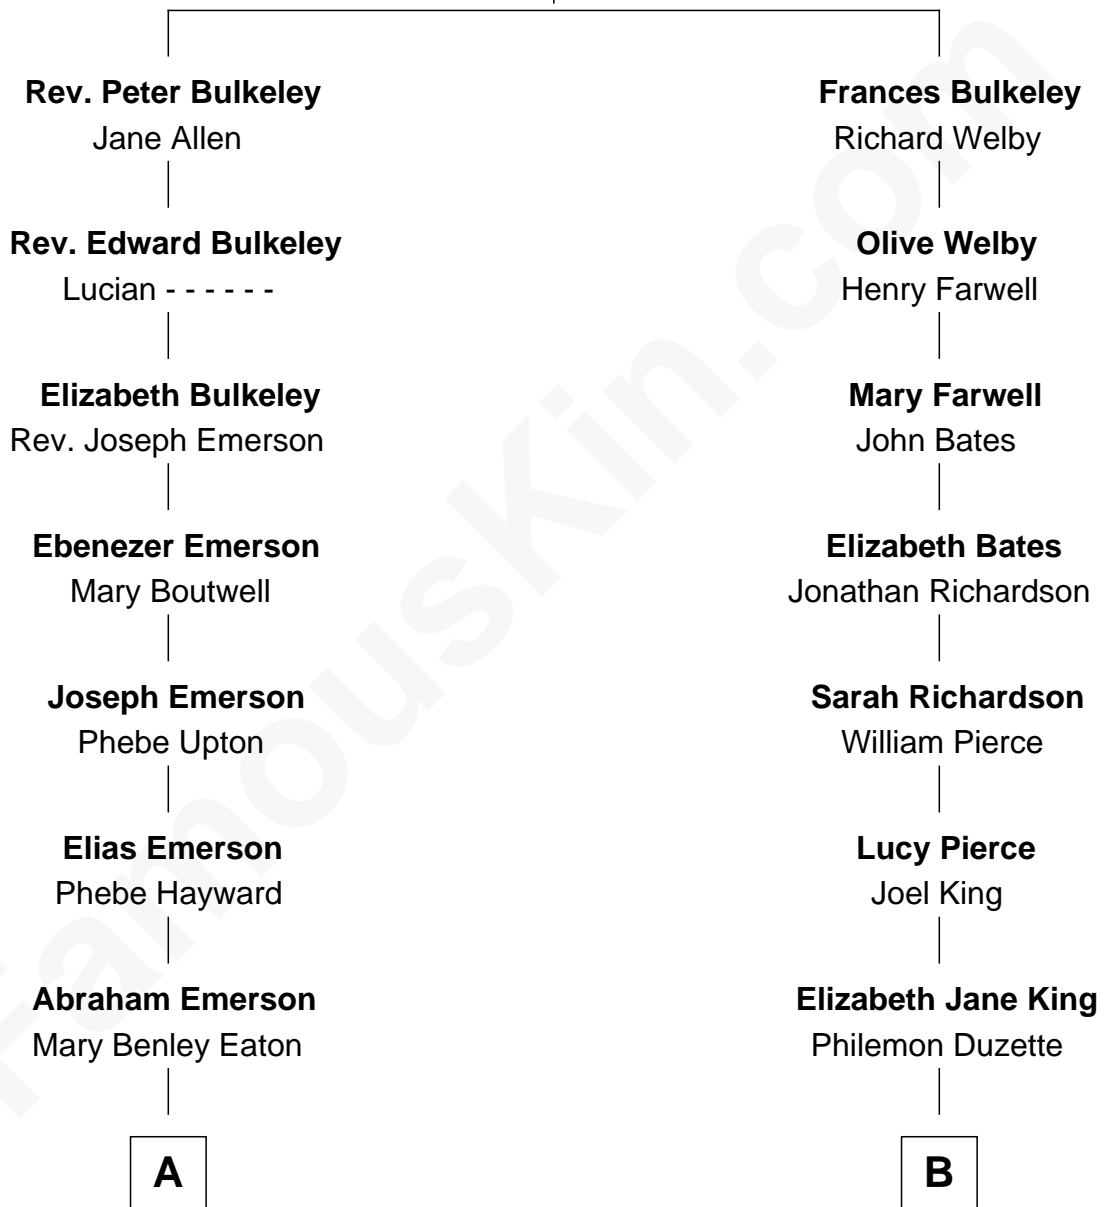 Rev. Peter Bulkeley
Jane Allen
Rev. Edward Bulkeley
Lucian - - - - - -
Elizabeth Bulkeley
Rev. Joseph Emerson
Ebenezer Emerson
Mary Boutwell
Joseph Emerson
Phebe Upton
Elias Emerson
Phebe Hayward
Abraham Emerson
Mary Benley Eaton
A
Frances Bulkeley
Richard Welby
Olive Welby
Henry Farwell
Mary Farwell
John Bates
Elizabeth Bates
Jonathan Richardson
Sarah Richardson
William Pierce
Lucy Pierce
Joel King
Elizabeth Jane King
Philemon Duzette
B
FamousKin.com